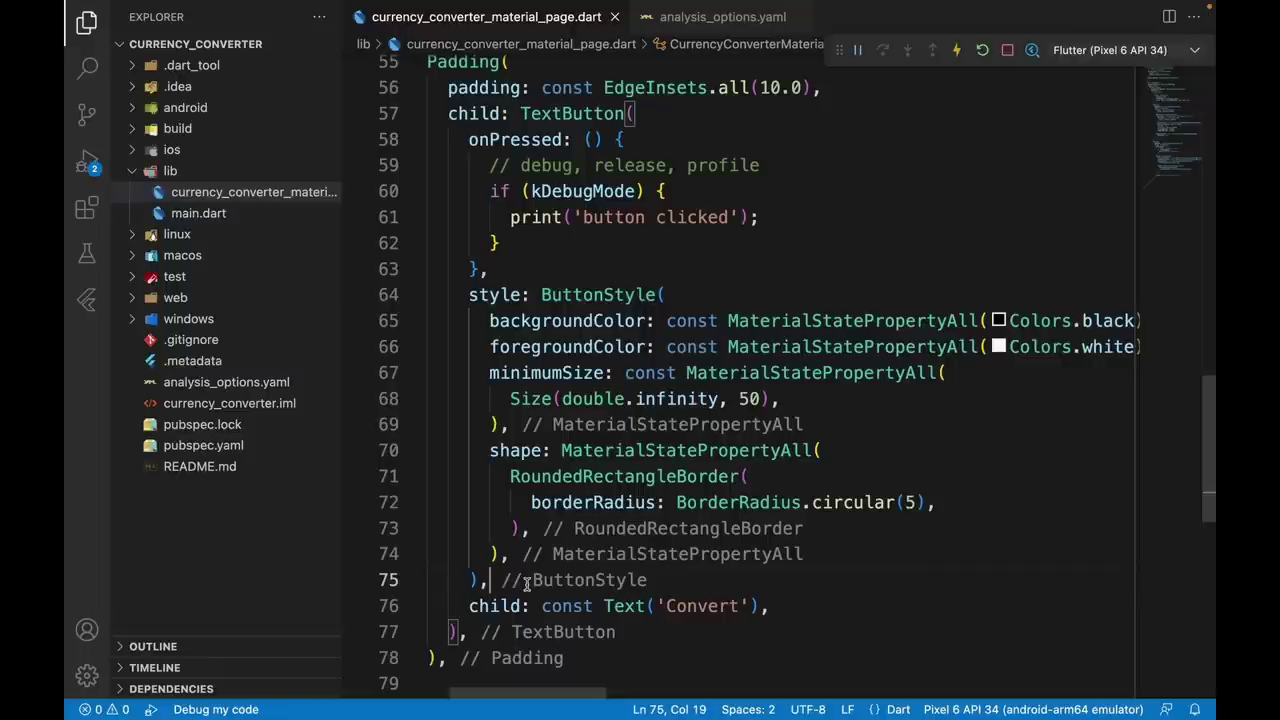 EXPLORER
CURRENCY_CONVERTER
.dart_tool
.idea
android
build
ios
lib
currency_converter_materi...
main.dart
linux
macos
test
web
windows
.gitignore
.metadata
analysis_options.yaml
currency_converter.iml
pubspec.lock
pubspec.yaml
README.md
OUTLINE
TIMELINE
DEPENDENCIES
2
currency_converter_material_page.dart
analysis_options.yaml
lib > currency_converter_material_page.dart > CurrencyConverterMateria
Flutter (Pixel 6 API 34)
55 Padding(
56 padding: const EdgeInsets.all(10.0),
57 child: TextButton(
58 onPressed: () {
59 // debug, release, profile
60 if (kDebugMode) {
61 print('button clicked');
62 }
63 },
64 style: ButtonStyle(
65 backgroundColor: const MaterialStatePropertyAll(Colors.black)
66 foregroundColor: const MaterialStatePropertyAll(Colors.white)
67 minimumSize: const MaterialStatePropertyAll(
68 Size(double.infinity, 50),
69 ), // MaterialStatePropertyAll
70 shape: MaterialStatePropertyAll(
71 RoundedRectangleBorder(
72 borderRadius: BorderRadius.circular(5),
73 ), // RoundedRectangleBorder
74 ), // MaterialStatePropertyAll
75 ), // ButtonStyle
76 child: const Text('Convert'),
77 ), // TextButton
78 ), // Padding
79
0 0 Debug my code Ln 75, Col 19 Spaces: 2 UTF-8 LF {} Dart Pixel 6 API 34 (android-arm64 emulator)